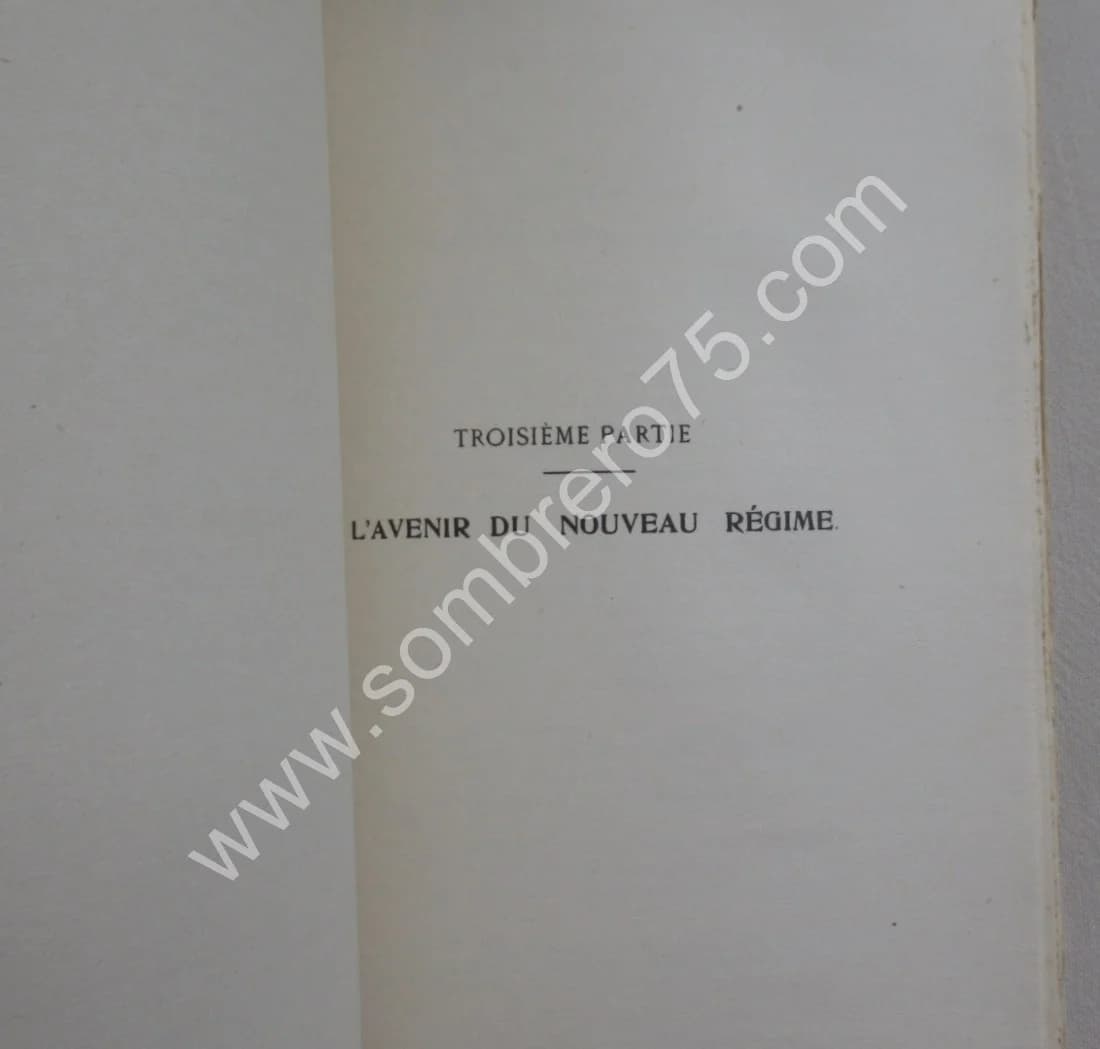 TROISIÈME PARTIE
L'AVENIR DU NOUVEAU RÉGIME.
www.sombrero75.com